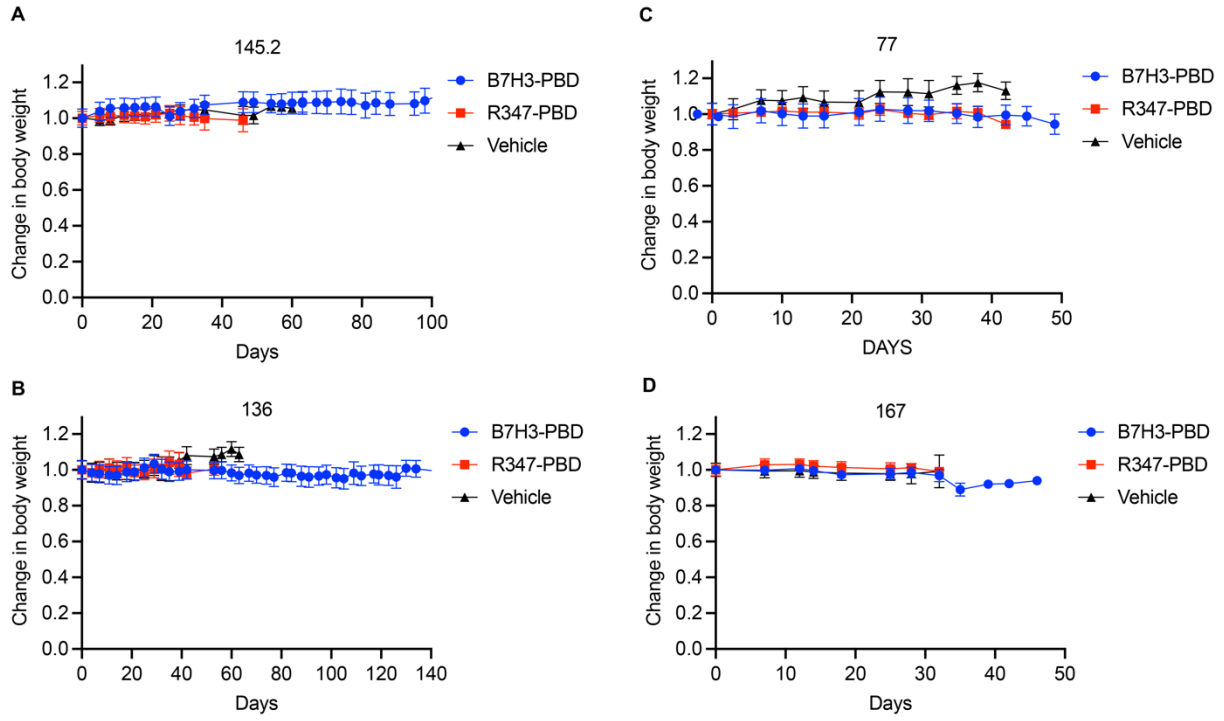 A
145.2
1.2
1.0
0.8
0.6
0.4
0.2
0.0
Change in body weight
0 20 40 60 80 100
Days
B7H3-PBD
R347-PBD
Vehicle
C
77
1.2
1.0
0.8
0.6
0.4
0.2
0.0
Change in body weight
0 10 20 30 40 50
DAYS
B7H3-PBD
R347-PBD
Vehicle
B
136
1.2
1.0
0.8
0.6
0.4
0.2
0.0
Change in body weight
0 20 40 60 80 100 120 140
Days
B7H3-PBD
R347-PBD
Vehicle
D
167
1.2
1.0
0.8
0.6
0.4
0.2
0.0
Change in body weight
0 10 20 30 40 50
Days
B7H3-PBD
R347-PBD
Vehicle